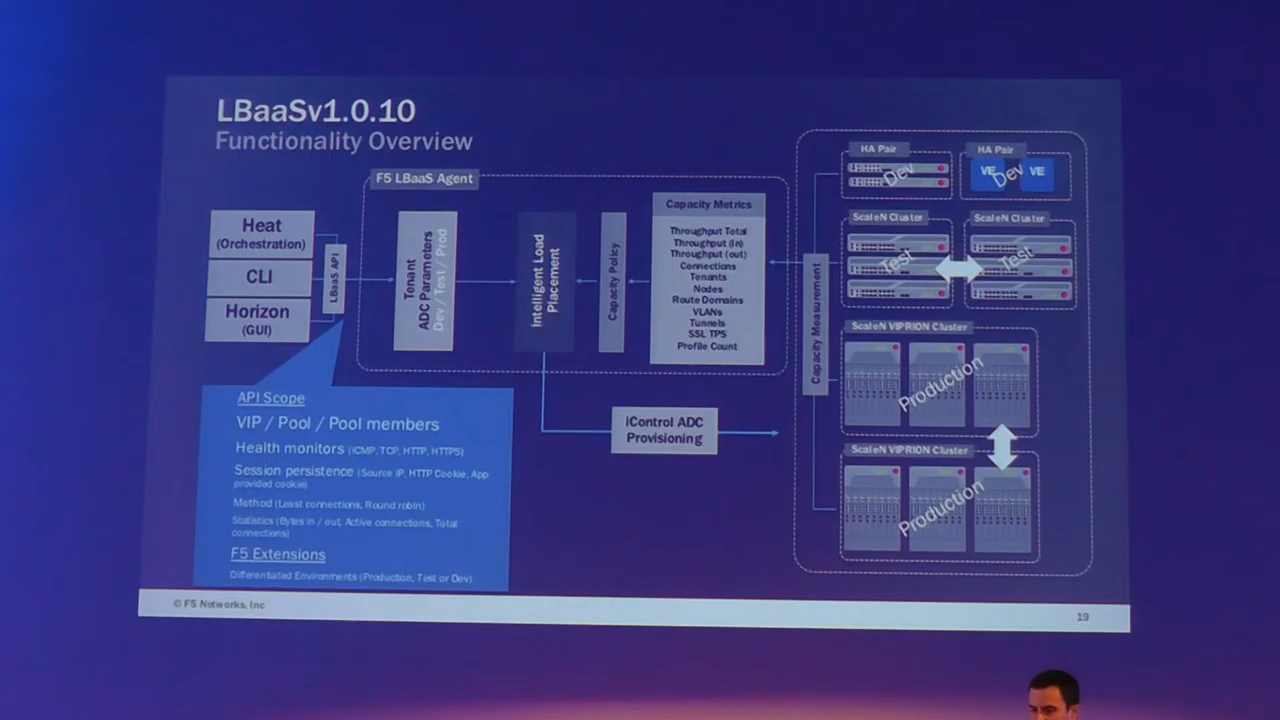 LBaaSv1.0.10
Functionality Overview
F5 LBaaS Agent
Heat
(Orchestration)
CLI
Horizon
(GUI)
LBaaS API
Tenant
ADC Parameters
Dev / Test / Prod
Intelligent Load
Placement
Capacity Policy
Capacity Metrics
Throughput Total
Throughput (in)
Throughput (out)
Connections
Tenants
Nodes
Route Domains
VLANs
Tunnels
SSL TPS
Profile Count
Capacity Measurement
iControl ADC
Provisioning
HA Pair
Dev
HA Pair
VE
VE
Dev
ScaleN Cluster
Test
ScaleN Cluster
Test
ScaleN VIPRION Cluster
Production
ScaleN VIPRION Cluster
Production
API Scope
VIP / Pool / Pool members
Health monitors (ICMP, TCP, HTTP, HTTPS)
Session persistence (Source IP, HTTP Cookie, App
provided cookie)
Method (Least connections, Round robin)
Statistics (Bytes in / out, Active connections, Total
connections)
F5 Extensions
Differentiated Environments (Production, Test or Dev)
© F5 Networks, Inc
19